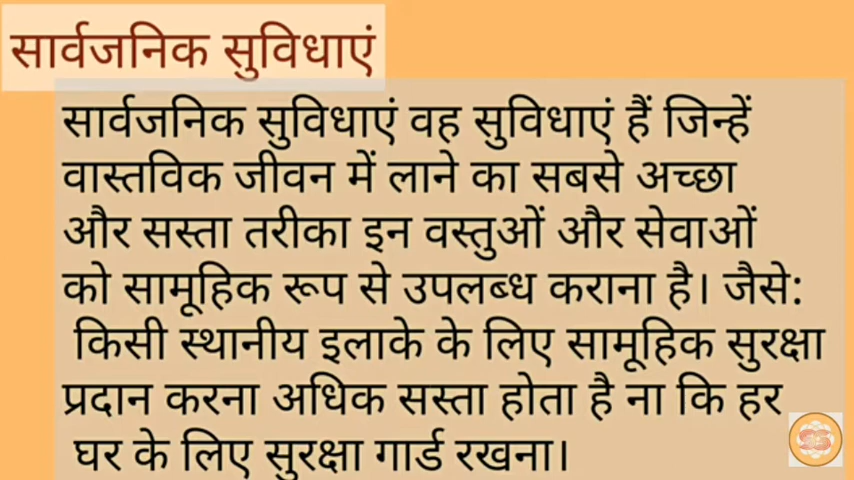 सार्वजनिक सुविधाएं
सार्वजनिक सुविधाएं वह सुविधाएं हैं जिन्हें
वास्तविक जीवन में लाने का सबसे अच्छा
और सस्ता तरीका इन वस्तुओं और सेवाओं
को सामूहिक रूप से उपलब्ध कराना है। जैसे:
किसी स्थानीय इलाके के लिए सामूहिक सुरक्षा
प्रदान करना अधिक सस्ता होता है ना कि हर
घर के लिए सुरक्षा गार्ड रखना।